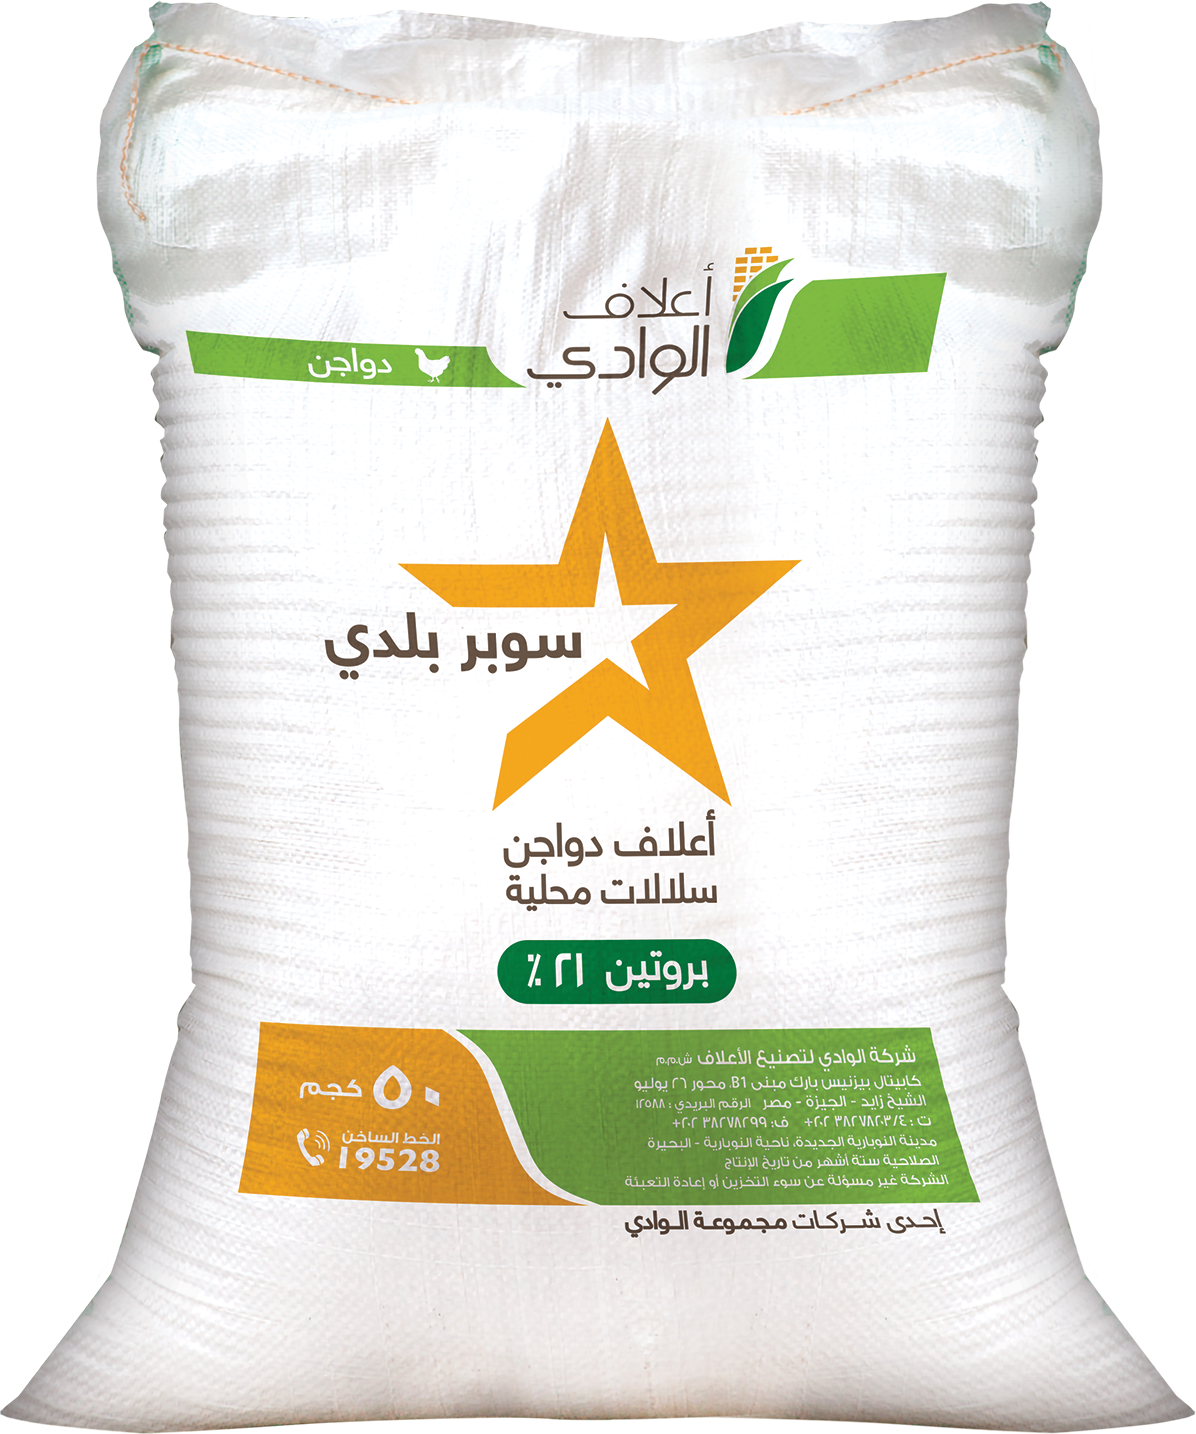 أعلاف
الوادي
دواجن
سوبر بلدي
أعلاف دواجن
سلالات محلية
بروتين ٢١ ٪
٥٠ كجم
الخط الساخن
19528
شركة الوادي لتصنيع الأعلاف ش.م.م
كابيتال بيزنيس بارك مبنى B1، محور ٢٦ يوليو
الشيخ زايد - الجيزة - مصر الرقم البريدي : ١٢٥٨٨
ت : ٣٨٢٧٨٢٠٣/٤ ٢٠٢+ ف: ٣٨٢٧٨٢٩٩ ٢٠٢+
مدينة النوبارية الجديدة، ناحية النوبارية - البحيرة
الصلاحية ستة أشهر من تاريخ الإنتاج
الشركة غير مسؤلة عن سوء التخزين أو إعادة التعبئة
إحدى شركات مجموعة الوادي